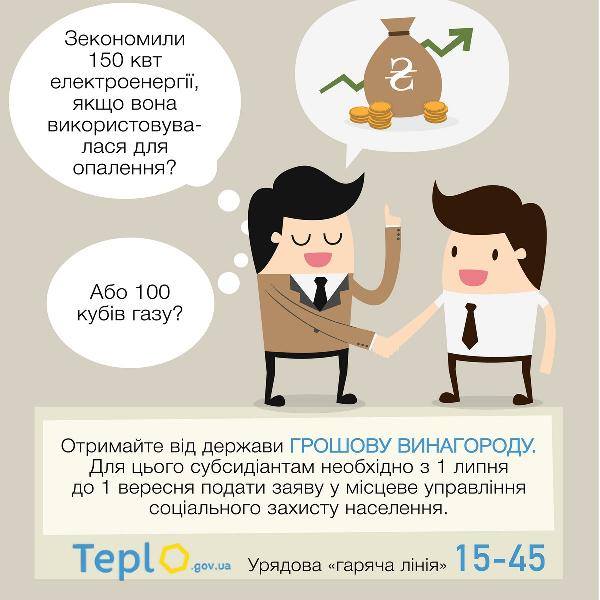 Зекономили
150 квт
електроенергії,
якщо вона
використовува-
лася для
опалення?
₴
Або 100
кубів газу?
Отримайте від держави ГРОШОВУ ВИНАГОРОДУ.
Для цього субсидіантам необхідно з 1 липня
до 1 вересня подати заяву у місцеве управління
соціального захисту населення.
Teplo.gov.ua Урядова «гаряча лінія» 15-45